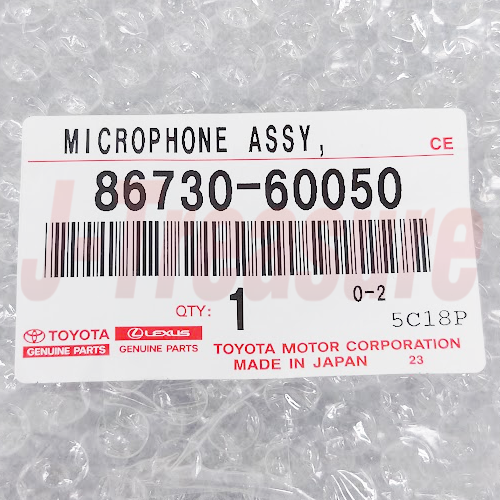 MICROPHONE ASSY,
CE
86730-60050
J-Treasure
QTY: 1
0-2
5C18P
TOYOTA
GENUINE PARTS
LEXUS
GENUINE PARTS
TOYOTA MOTOR CORPORATION
MADE IN JAPAN 23